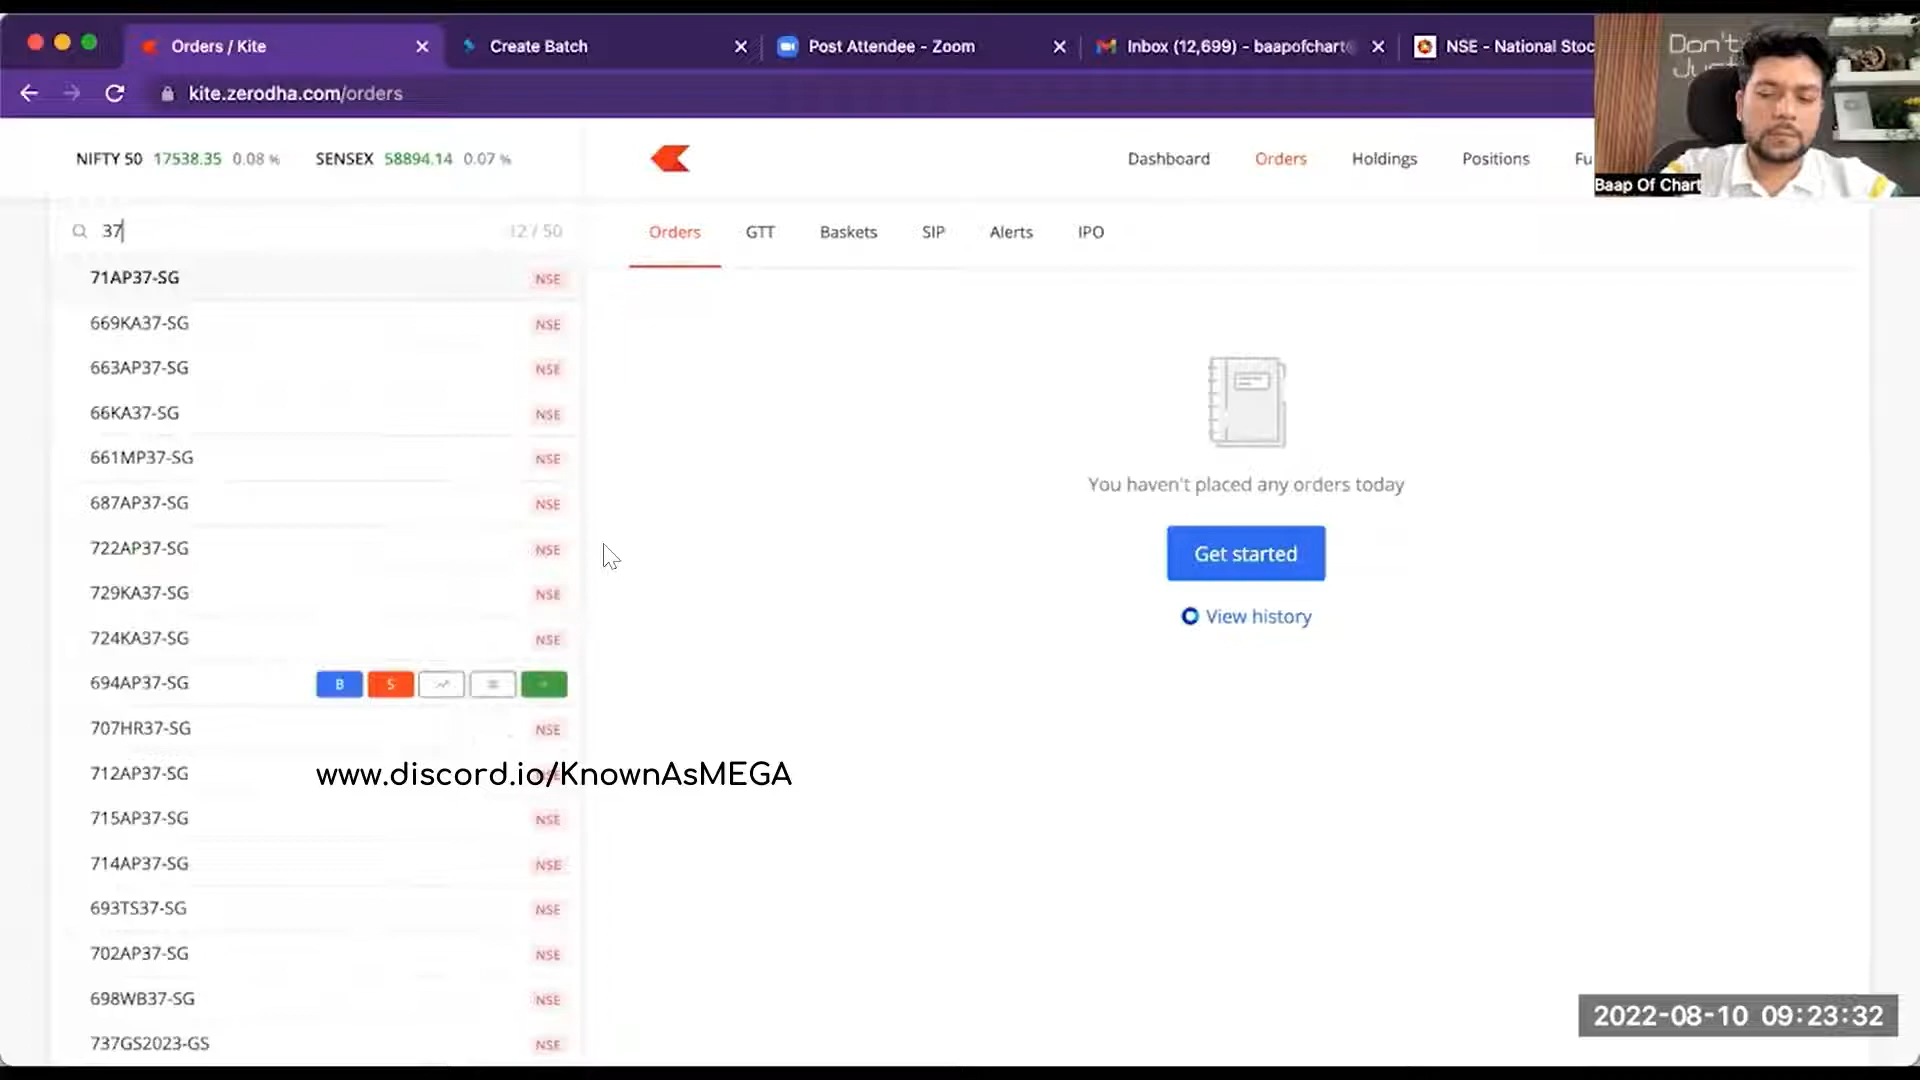 Orders / Kite
Create Batch
Post Attendee - Zoom
Inbox (12,699) - baapofchart
NSE - National Stoc
kite.zerodha.com/orders
Don't
Just
Baap Of Chart
NIFTY 50 17538.35 0.08 %
SENSEX 58894.14 0.07 %
Dashboard
Orders
Holdings
Positions
Fu
37
12 / 50
Orders
GTT
Baskets
SIP
Alerts
IPO
71AP37-SG NSE
669KA37-SG NSE
663AP37-SG NSE
66KA37-SG NSE
661MP37-SG NSE
687AP37-SG NSE
722AP37-SG NSE
729KA37-SG NSE
724KA37-SG NSE
694AP37-SG B S
707HR37-SG NSE
712AP37-SG NSE
715AP37-SG NSE
714AP37-SG NSE
693TS37-SG NSE
702AP37-SG NSE
698WB37-SG NSE
737GS2023-GS NSE
You haven't placed any orders today
Get started
View history
www.discord.io/KnownAsMEGA
2022-08-10 09:23:32